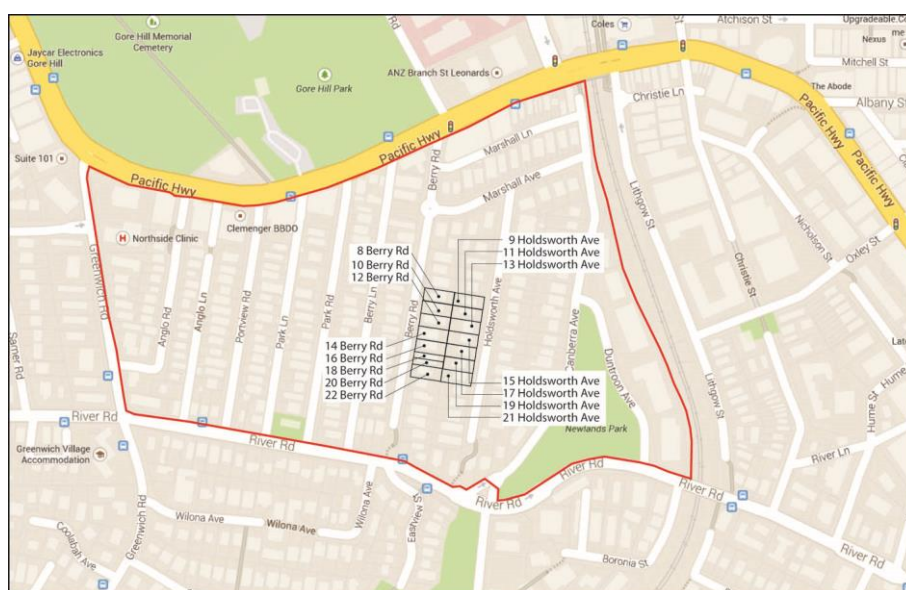 Gore Hill Memorial
Cemetery
Jaycar Electronics
Gore Hill
Gore Hill Park
ANZ Branch St Leonards
Coles
Atchison St
Upgradeable.Co
Nexus
me
Mitchell St
The Abode
Albany St
Christie Ln
Pacific Hwy
Pacific Hwy
Pacific Hwy
Pacific Hwy
Suite 101
Marshall Ln
Marshall Ave
Berry Rd
Clemenger BBDO
Northside Clinic
Greenwich Rd
Lithgow St
Nicholson St
Oxley St
Christie St
8 Berry Rd
10 Berry Rd
12 Berry Rd
9 Holdsworth Ave
11 Holdsworth Ave
13 Holdsworth Ave
Anglo Rd
Anglo Ln
Portview Rd
Park Ln
Park Rd
Berry Ln
Berry Rd
Holdsworth Ave
Canberra Ave
Duntroon Ave
14 Berry Rd
16 Berry Rd
18 Berry Rd
20 Berry Rd
22 Berry Rd
15 Holdsworth Ave
17 Holdsworth Ave
19 Holdsworth Ave
21 Holdsworth Ave
Newlands Park
Lithgow St
Hume St
Hume
River Rd
River Rd
River Rd
River Rd
River Rd
River Ln
Greenwich Village
Accommodation
Greenwich Rd
Wilona Ave
Wilona Ave
Wilona Ave
Eastview St
Coolabah Ave
Boronia St